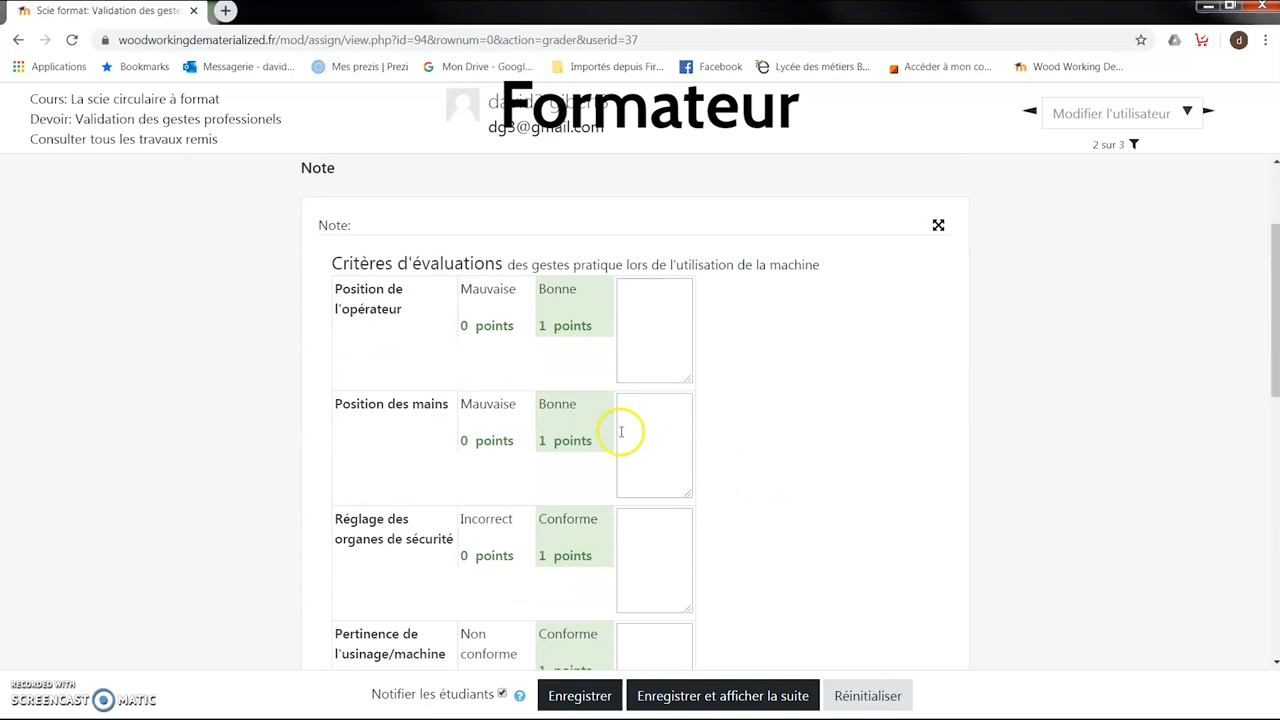 Scie format: Validation des geste
woodworkingdematerialized.fr/mod/assign/view.php?id=94&rownum=0&action=grader&userid=37
Applications
Bookmarks
Messagerie - david...
Mes prezis | Prezi
Mon Drive - Googl...
Importés depuis Fir...
Facebook
Lycée des métiers B...
Accéder à mon co...
Wood Working De...
Cours: La scie circulaire à format
Devoir: Validation des gestes professionels
Consulter tous les travaux remis
Formateur
dg3@gmail.com
Modifier l'utilisateur
2 sur 3
Note
Note:
Critères d'évaluations des gestes pratique lors de l'utilisation de la machine
Position de l'opérateur
Mauvaise
0 points
Bonne
1 points
Position des mains
Mauvaise
0 points
Bonne
1 points
Réglage des
organes de sécurité
Incorrect
0 points
Conforme
1 points
Pertinence de
l'usinage/machine
Non
conforme
Conforme
1 points
RECORDED WITH
SCREENCAST MATIC
Notifier les étudiants
Enregistrer
Enregistrer et afficher la suite
Réinitialiser